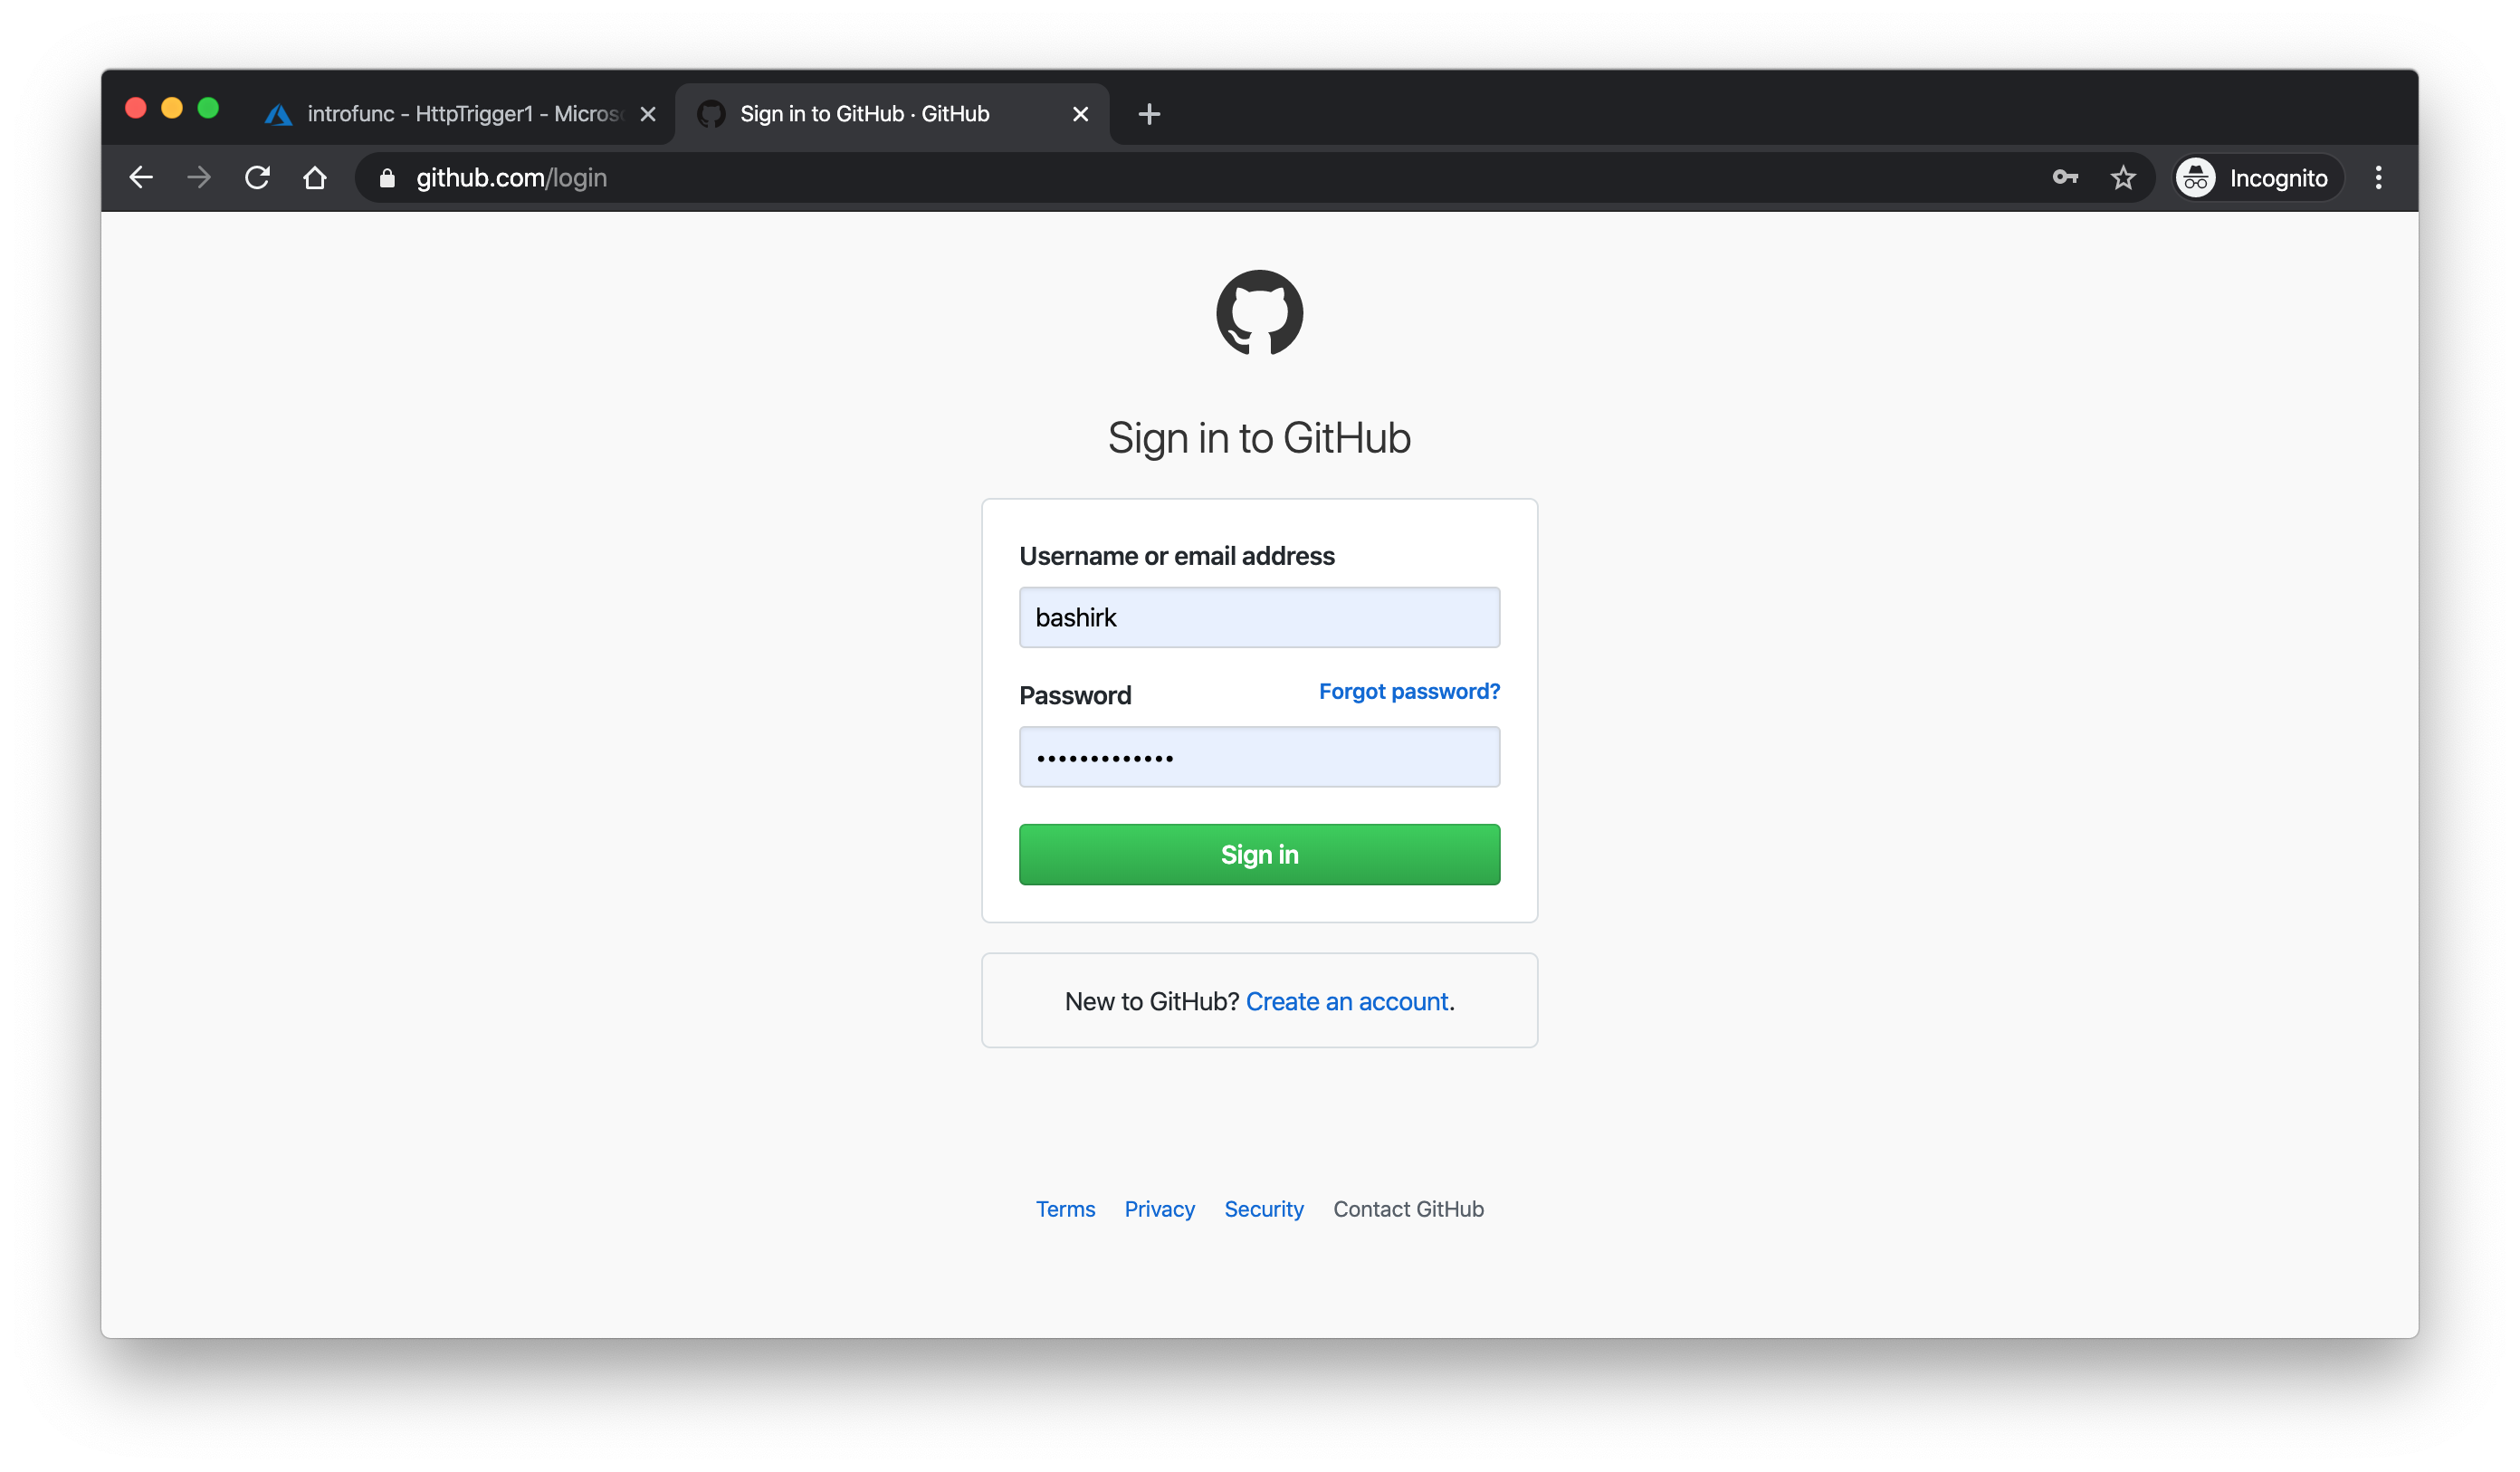 introfunc - HttpTrigger1 - Micros
Sign in to GitHub · GitHub
github.com/login
Incognito
Sign in to GitHub
Username or email address
bashirk
Password
Forgot password?
•••••••••••••
Sign in
New to GitHub? Create an account.
Terms Privacy Security Contact GitHub